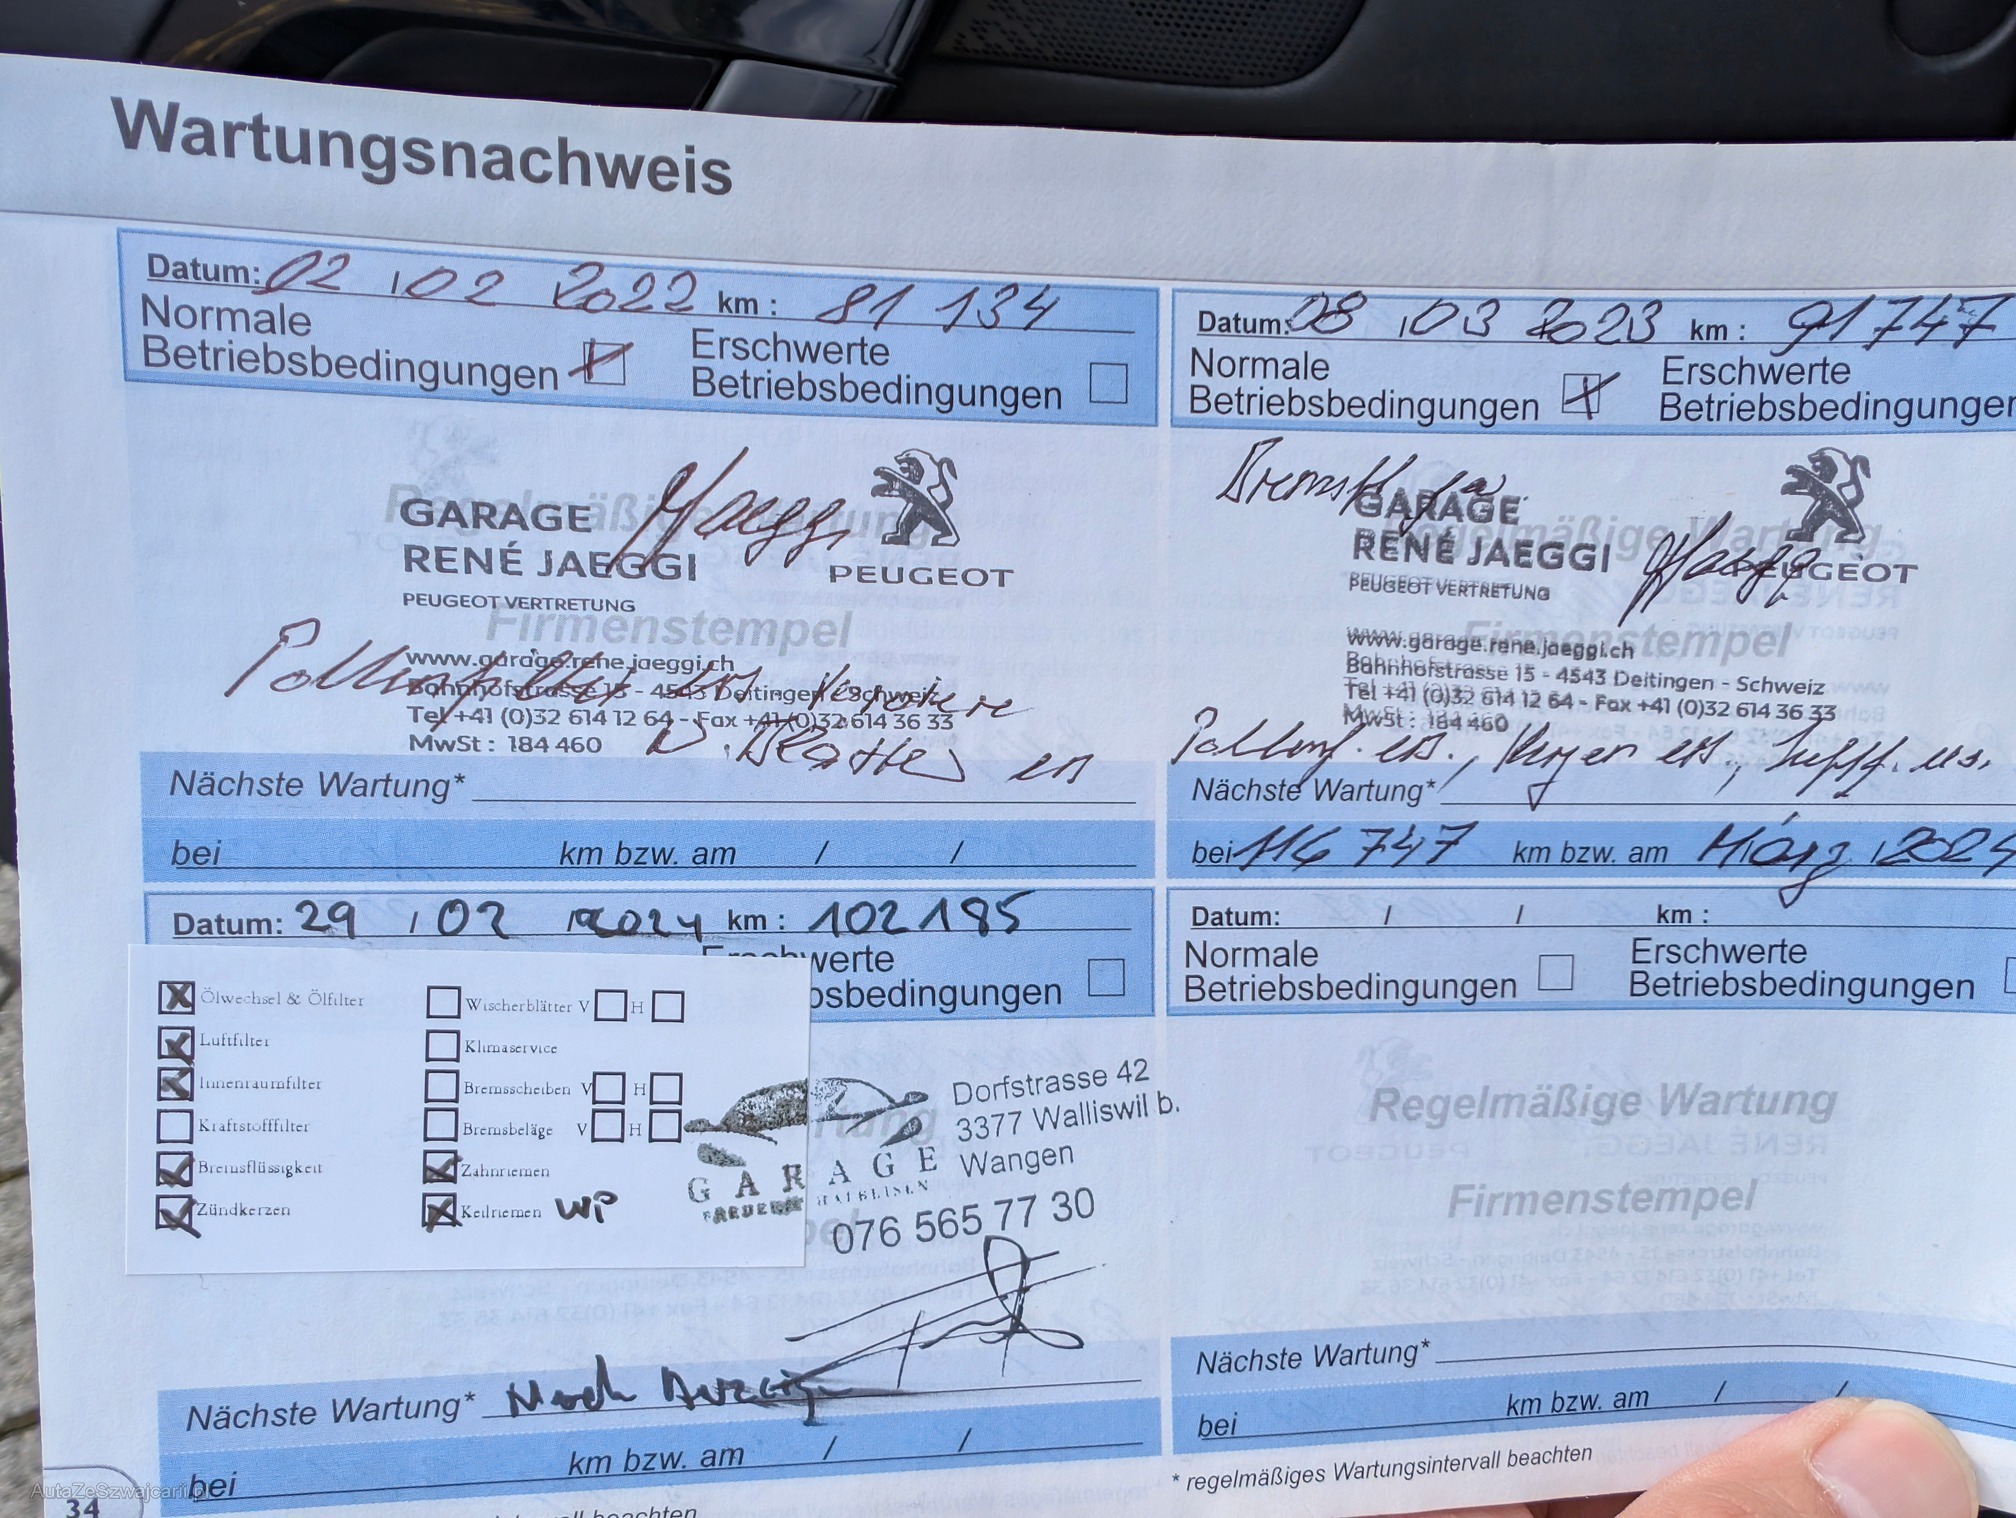 Wartungsnachweis
Datum: 02 / 02 2022 km : 81 134
Normale Betriebsbedingungen
Erschwerte Betriebsbedingungen
Regelmäßige Wartung
GARAGE
RENÉ JAEGGI
PEUGEOT
PEUGEOT VERTRETUNG
Firmenstempel
www.garage.rene.jaeggi.ch
Bahnhofstrasse 15 - 4543 Deitingen - Schweiz
Tel +41 (0)32 614 12 64 - Fax +41 (0)32 614 36 33
MwSt : 184 460
Pollenfilter
Nächste Wartung*
bei km bzw. am / /
Datum: 08 / 03 2023 km : 91 747
Normale Betriebsbedingungen
Erschwerte Betriebsbedingungen
Regelmäßige Wartung
GARAGE
RENÉ JAEGGI
PEUGEOT
PEUGEOT VERTRETUNG
Firmenstempel
www.garage.rene.jaeggi.ch
Bahnhofstrasse 15 - 4543 Deitingen - Schweiz
Tel +41 (0)32 614 12 64 - Fax +41 (0)32 614 36 33
MwSt : 184 460
Nächste Wartung*
bei 116 747 km bzw. am März / 2024
Datum: 29 / 02 2024 km : 102185
Erschwerte
Ölwechsel & Ölfilter
Luftfilter
Innenraumfilter
Kraftstofffilter
Bremsflüssigkeit
Zündkerzen
Wischerblätter V H
Klimaservice
Bremsscheiben V H
Bremsbeläge V H
Zahnriemen
Keilriemen WP
GARAGE
Dorfstrasse 42
3377 Walliswil b.
Wangen
076 565 77 30
Nächste Wartung* Nach Anzeige
bei km bzw. am / /
Datum: / / km :
Normale Betriebsbedingungen
Erschwerte Betriebsbedingungen
Regelmäßige Wartung
Firmenstempel
Nächste Wartung*
bei km bzw. am / /
* regelmäßiges Wartungsintervall beachten
34
AutaZeSzwajcarii.pl